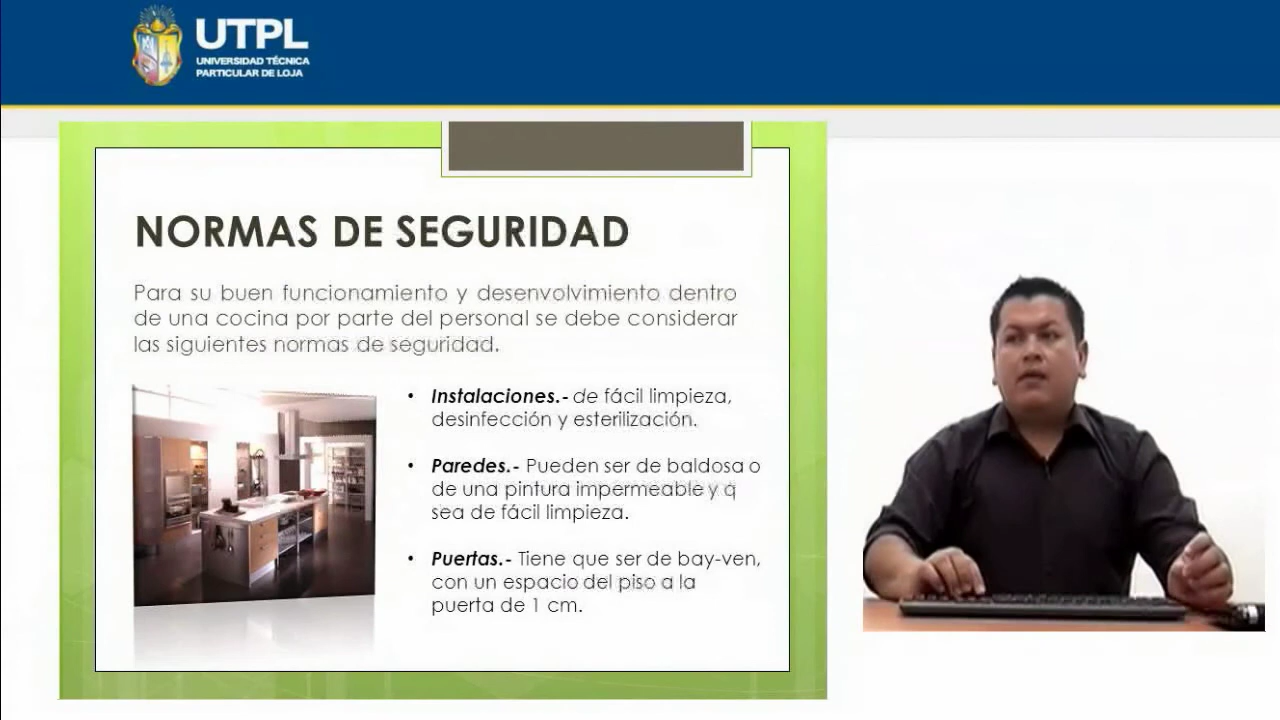 UTPL
UNIVERSIDAD TÉCNICA
PARTICULAR DE LOJA
NORMAS DE SEGURIDAD
Para su buen funcionamiento y desenvolvimiento dentro
de una cocina por parte del personal se debe considerar
las siguientes normas de seguridad.
• Instalaciones.- de fácil limpieza,
desinfección y esterilización.
• Paredes.- Pueden ser de baldosa o
de una pintura impermeable y q
sea de fácil limpieza.
• Puertas.- Tiene que ser de bay-ven,
con un espacio del piso a la
puerta de 1 cm.